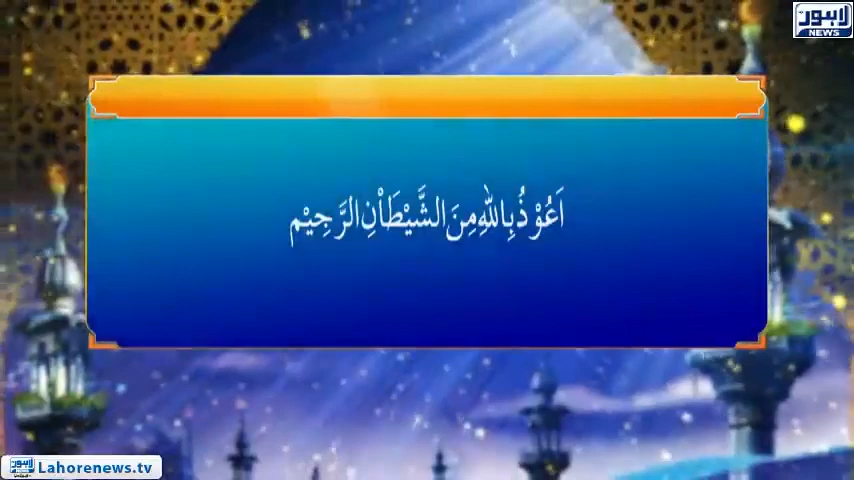 لاہور
NEWS
اَعُوْذُبِاللّٰهِ مِنَ الشَّيْطَاْنِ الرَّجِيْم
Lahorenews.tv